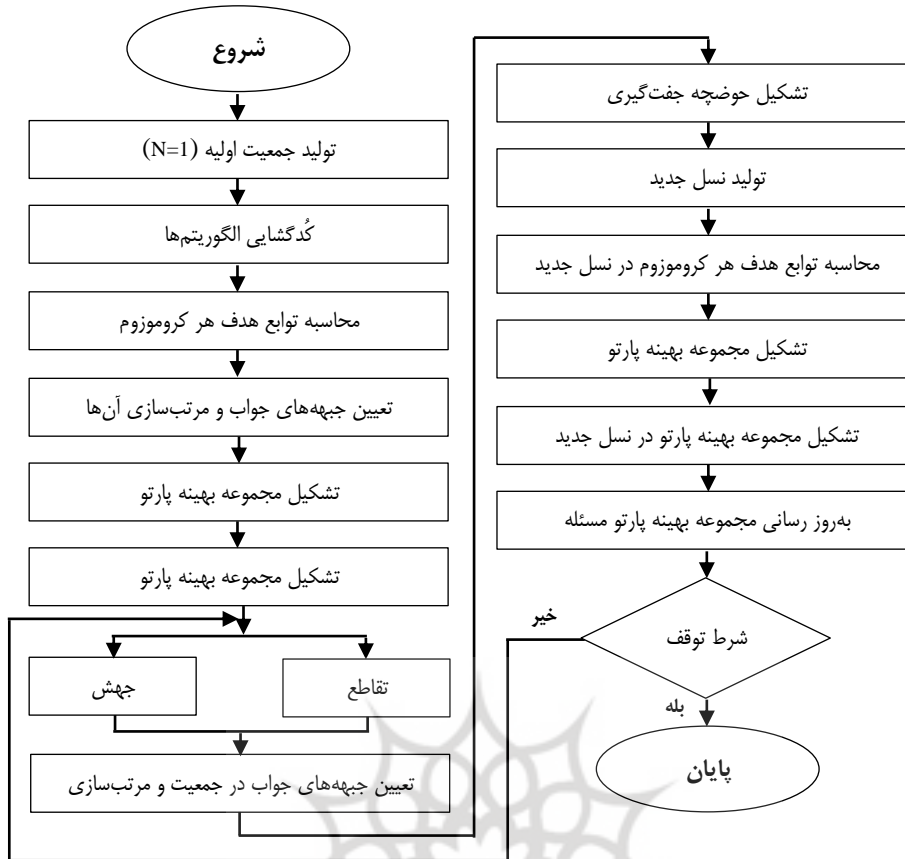 شروع
تولید جمعیت اولیه (N=1)
کُدگشایی الگوریتم‌ها
محاسبه توابع هدف هر کروموزوم
تعیین جبهه‌های جواب و مرتب‌سازی آن‌ها
تشکیل مجموعه بهینه پارتو
تشکیل مجموعه بهینه پارتو
تقاطع
جهش
تعیین جبهه‌های جواب در جمعیت و مرتب‌سازی
تشکیل حوضچه جفت‌گیری
تولید نسل جدید
محاسبه توابع هدف هر کروموزوم در نسل جدید
تشکیل مجموعه بهینه پارتو
تشکیل مجموعه بهینه پارتو در نسل جدید
به‌روز رسانی مجموعه بهینه پارتو مسئله
شرط توقف
خیر
بله
پایان